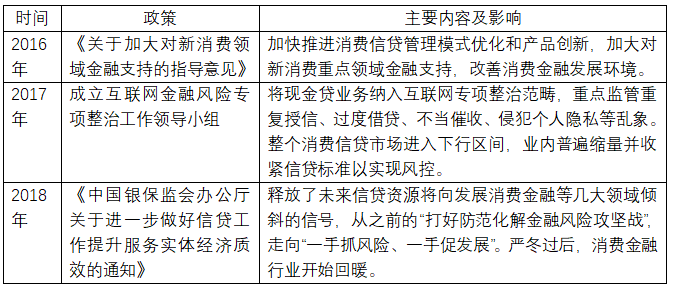 时间 政策 主要内容及影响
2016 《关于加大对新消费领 加快推进消费信贷管理模式优化和产品创新，加大对
年 域金融支持的指导意见》 新消费重点领域金融支持，改善消费金融发展环境。
2017 成立互联网金融风险专 将现金贷业务纳入互联网专项整治范畴，重点监管重
年 项整治工作领导小组 复授信、过度借贷、不当催收、侵犯个人隐私等乱象。
整个消费信贷市场进入下行区间，业内普遍缩量并收
紧信贷标准以实现风控。
2018 《中国银保监会办公厅 释放了未来信贷资源将向发展消费金融等几大领域倾
年 关于进一步做好信贷工 斜的信号，从之前的“打好防范化解金融风险攻坚战”，
作提升服务实体经济质 走向“一手抓风险、一手促发展”。严冬过后，消费金融
效的通知》 行业开始回暖。